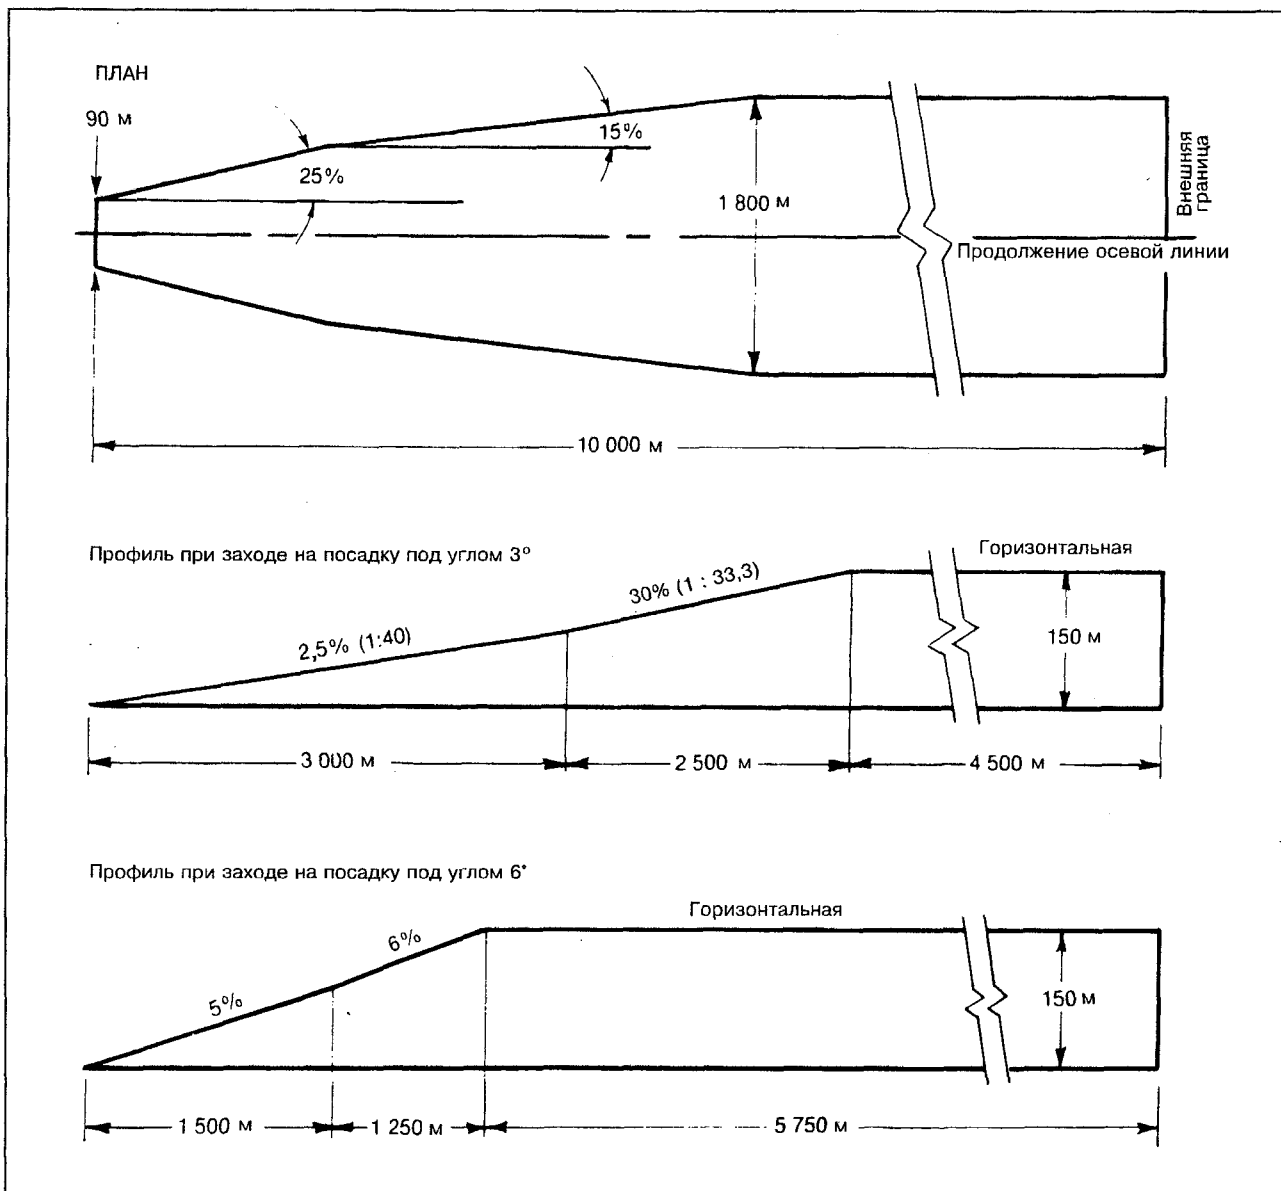 ПЛАН
90 м
15%
25%
1 800 м
Внешняя
граница
Продолжение осевой линии
10 000 м
Профиль при заходе на посадку под углом 3°
Горизонтальная
30% (1 : 33,3)
2,5% (1:40)
150 м
3 000 м
2 500 м
4 500 м
Профиль при заходе на посадку под углом 6°
Горизонтальная
6%
5%
150 м
1 500 м
1 250 м
5 750 м